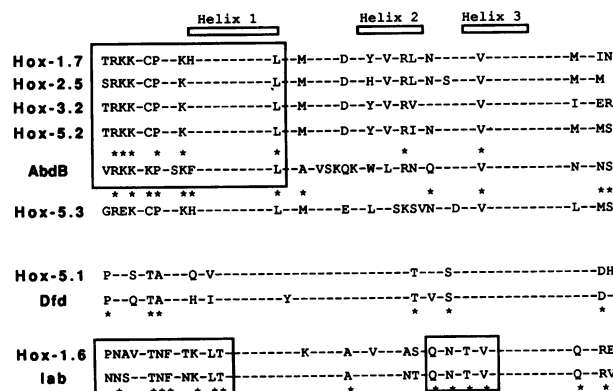 Helix 1 Helix 2 Helix 3
Hox-1.7 TRKK-CP--KH----------L--M----D--Y-V-RL-N-----V----------M--IN
Hox-2.5 SRKK-CP--K-----------L--M----D--H-V-RL-N-S---V----------M--M
Hox-3.2 TRKK-CP--K-----------L--M----D--Y-V-RV-------V----------I--ER
Hox-5.2 TRKK-CP--K-----------L--M----D--Y-V-RI-N-----V----------M--MS
*** * * * * *
AbdB VRKK-KP-SKF----------L--A-VSKQK-W-L-RNQ-----V----------N--NS
* * ** ** * * * * **
Hox-5.3 GREK-CP--KH----------L--M----E--L--SKSVN--D--V----------L--MS
Hox-5.1 P--S-TA---Q-V------------------------T---S--------------DH
Dfd P--Q-TA---H-I--------Y---------------T-V-S--------------D-
* ** * * *
Hox-1.6 PNAV-TNF-TK-LT---------K----A-----AS-Q-N-T-V----------Q--RE
lab NNS--TNF-NK-LT--------------A-----NT-Q-N-T-V----------Q--RV
* *** * ** * * * * * *